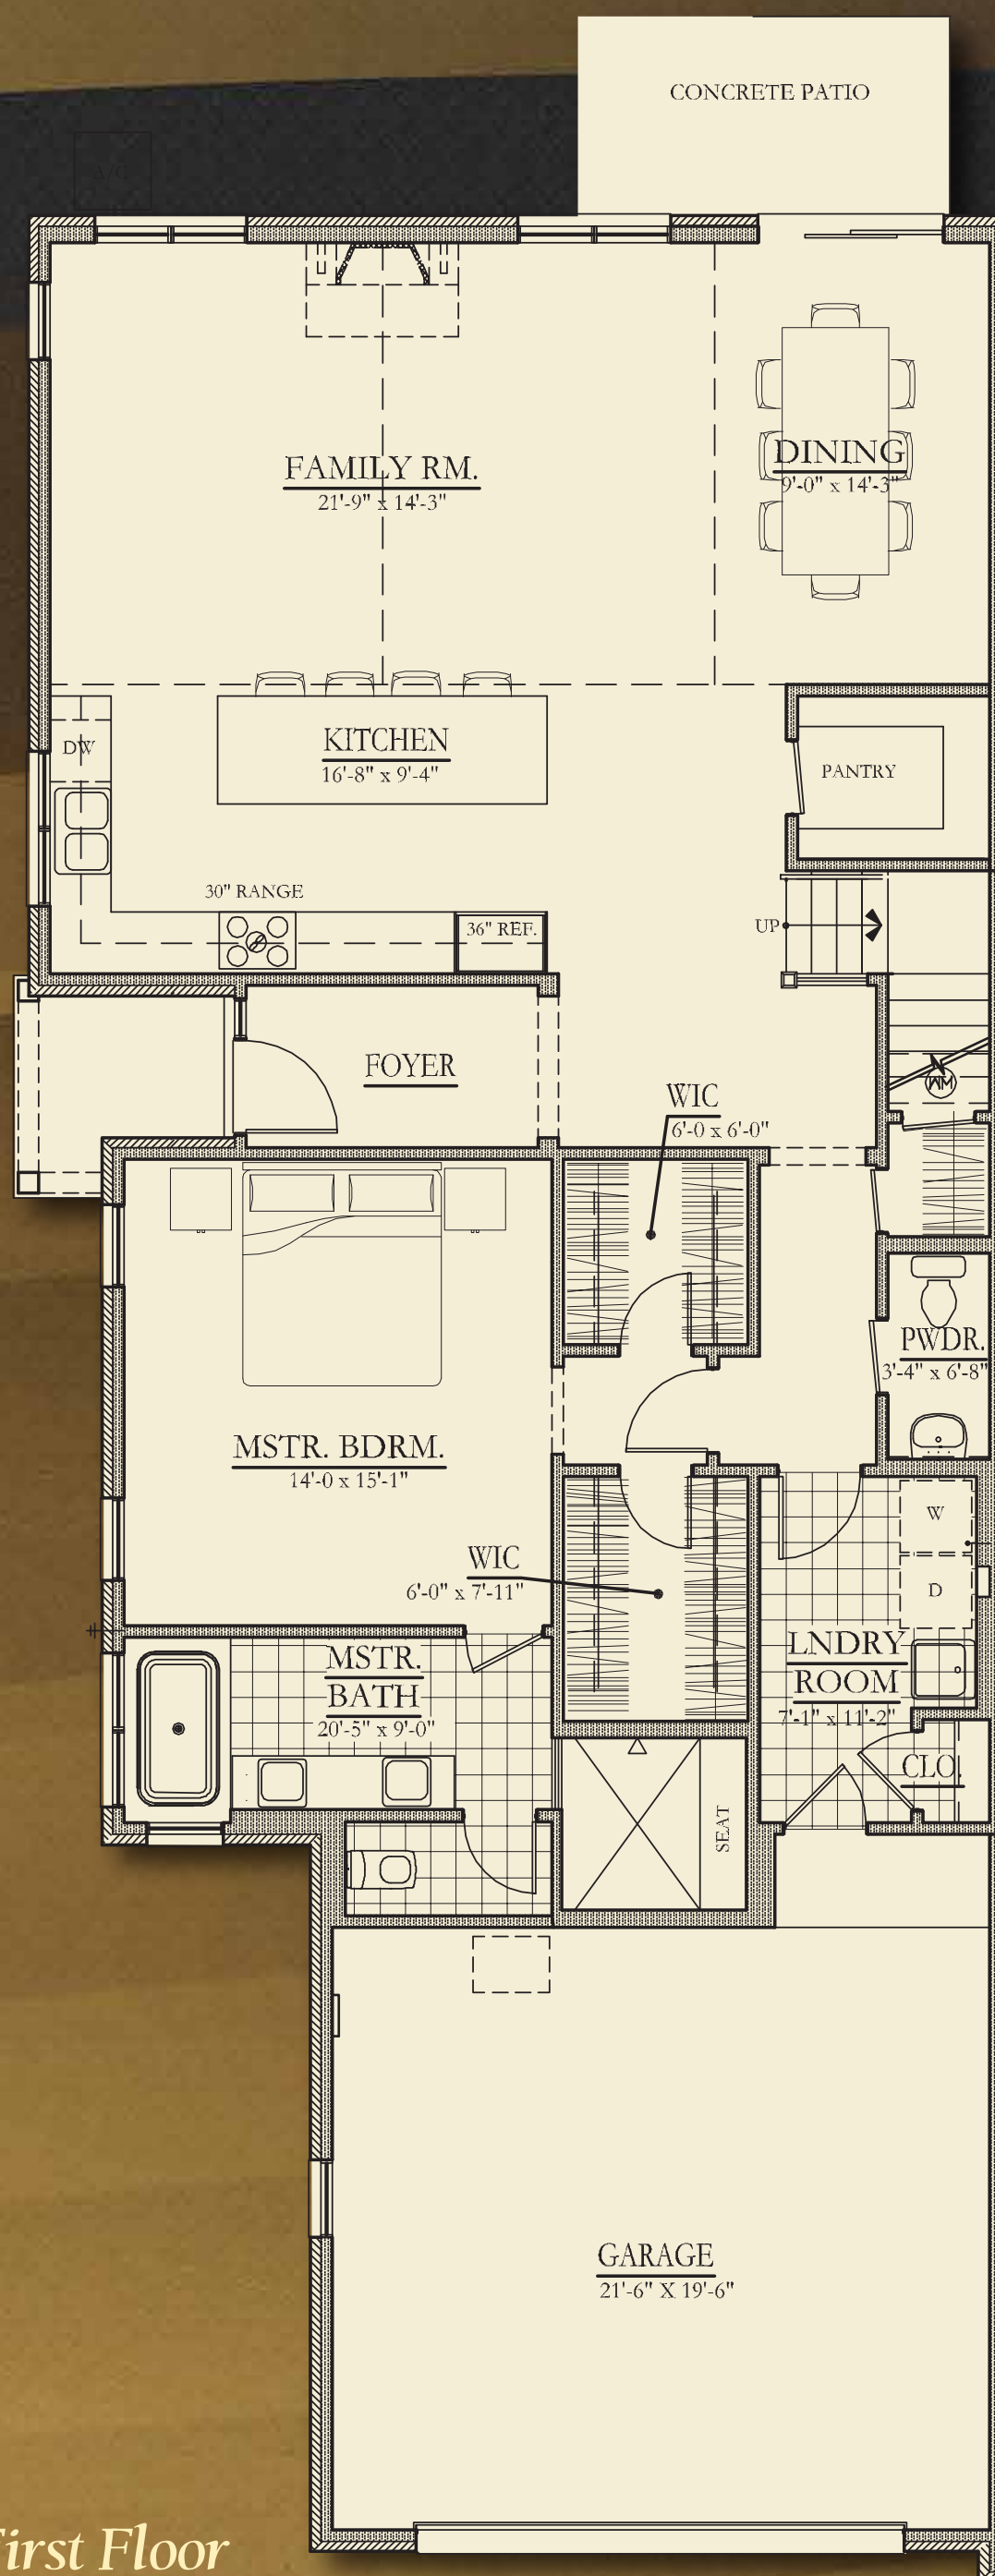 CONCRETE PATIO
A/C
FAMILY RM.
21'-9" x 14'-3"
DINING
9'-0" x 14'-3"
DW
KITCHEN
16'-8" x 9'-4"
PANTRY
30" RANGE
36" REF.
UP
FOYER
WM
WIC
6'-0 x 6'-0"
PWDR.
3'-4" x 6'-8"
MSTR. BDRM.
14'-0 x 15'-1"
W
WIC
6'-0" x 7'-11"
D
MSTR.
BATH
20'-5" x 9'-0"
LNDRY
ROOM
7'-1" x 11'-2"
CLO.
SEAT
GARAGE
21'-6" X 19'-6"
First Floor